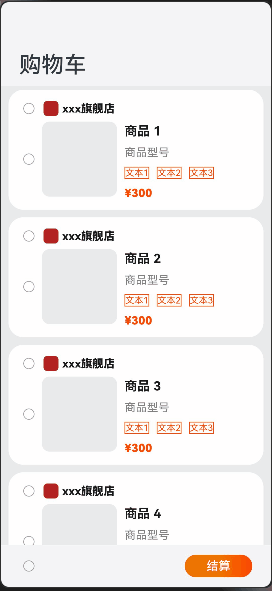 购物车
xxx旗舰店
商品 1
商品型号
文本1 文本2 文本3
¥300
xxx旗舰店
商品 2
商品型号
文本1 文本2 文本3
¥300
xxx旗舰店
商品 3
商品型号
文本1 文本2 文本3
¥300
xxx旗舰店
商品 4
商品型号
结算